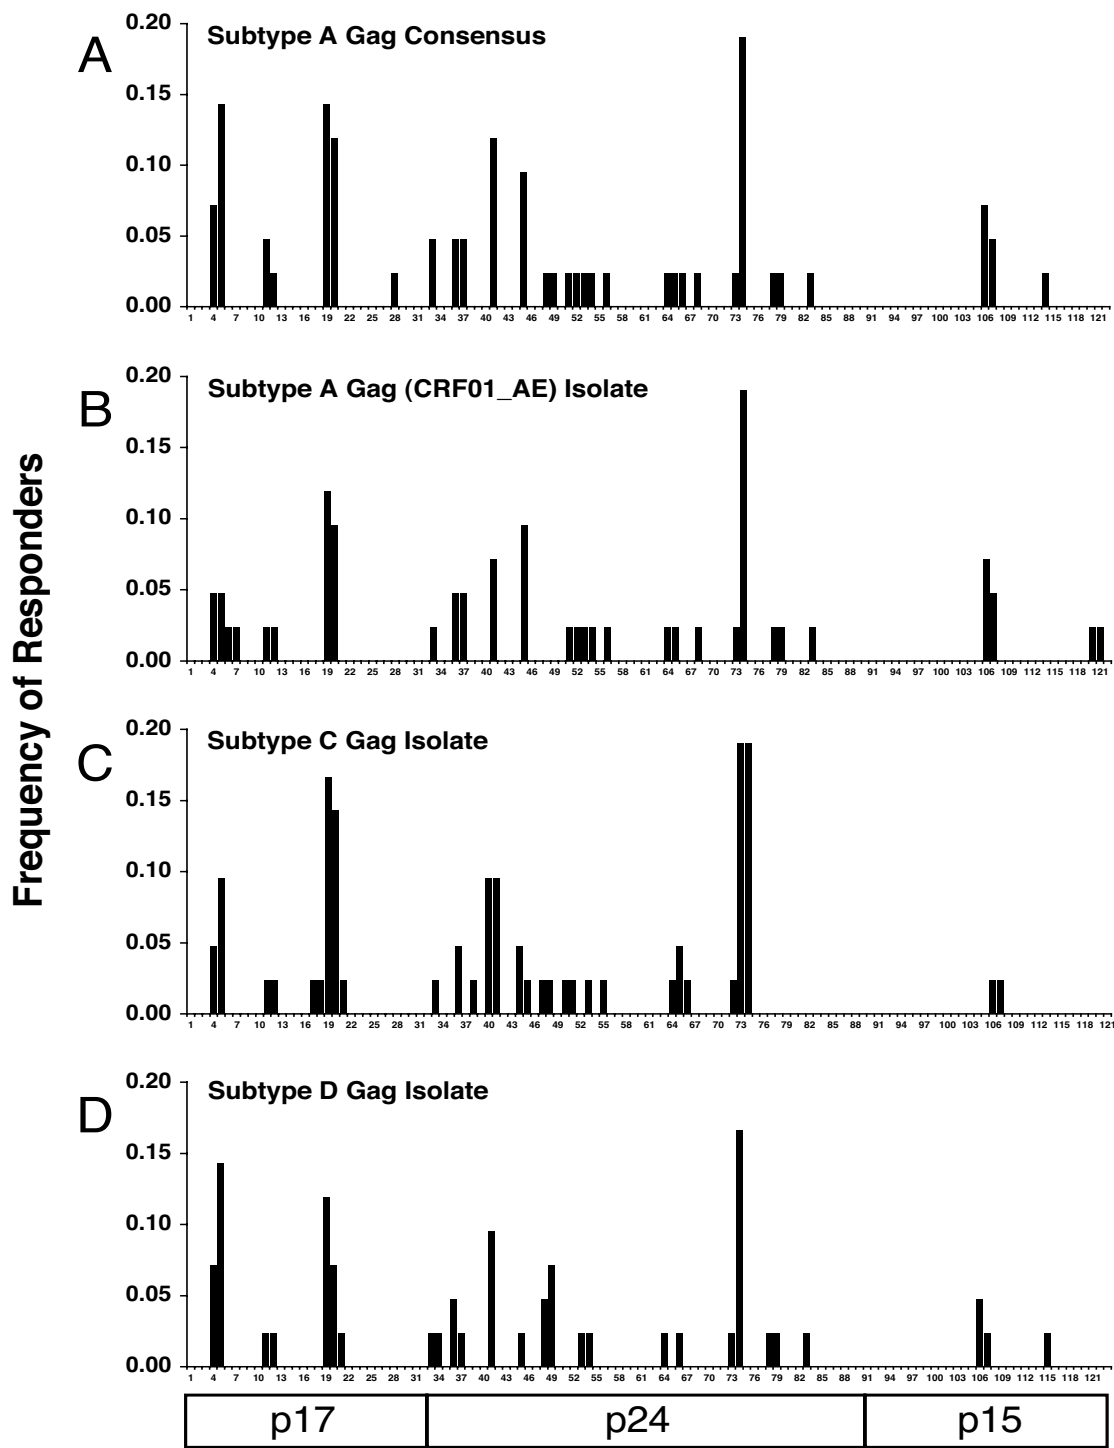 A
Subtype A Gag Consensus
0.20
0.15
0.10
0.05
0.00
1 4 7 10 13 16 19 22 25 28 31 34 37 40 43 46 49 52 55 58 61 64 67 70 73 76 79 82 85 88 91 94 97 100 103 106 109 112 115 118 121
B
Subtype A Gag (CRF01_AE) Isolate
0.20
0.15
0.10
0.05
0.00
1 4 7 10 13 16 19 22 25 28 31 34 37 40 43 46 49 52 55 58 61 64 67 70 73 76 79 82 85 88 91 94 97 100 103 106 109 112 115 118 121
Frequency of Responders
C
Subtype C Gag Isolate
0.20
0.15
0.10
0.05
0.00
1 4 7 10 13 16 19 22 25 28 31 34 37 40 43 46 49 52 55 58 61 64 67 70 73 76 79 82 85 88 91 94 97 100 103 106 109 112 115 118 121
D
Subtype D Gag Isolate
0.20
0.15
0.10
0.05
0.00
1 4 7 10 13 16 19 22 25 28 31 34 37 40 43 46 49 52 55 58 61 64 67 70 73 76 79 82 85 88 91 94 97 100 103 106 109 112 115 118 121
p17 p24 p15